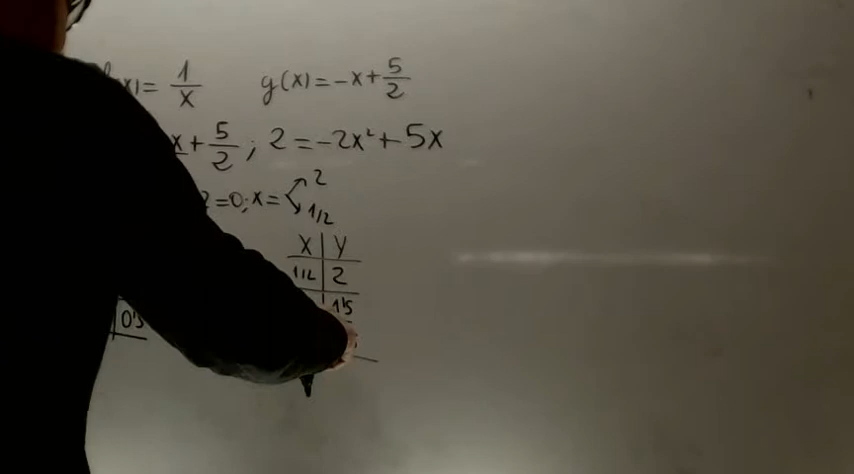 x) = 1/x    g(x) = -x + 5/2
x + 5/2 ; 2 = -2x² + 5x
2 = 0; x = 2
1/2
X | Y
1/2 | 2
1'5
0'5